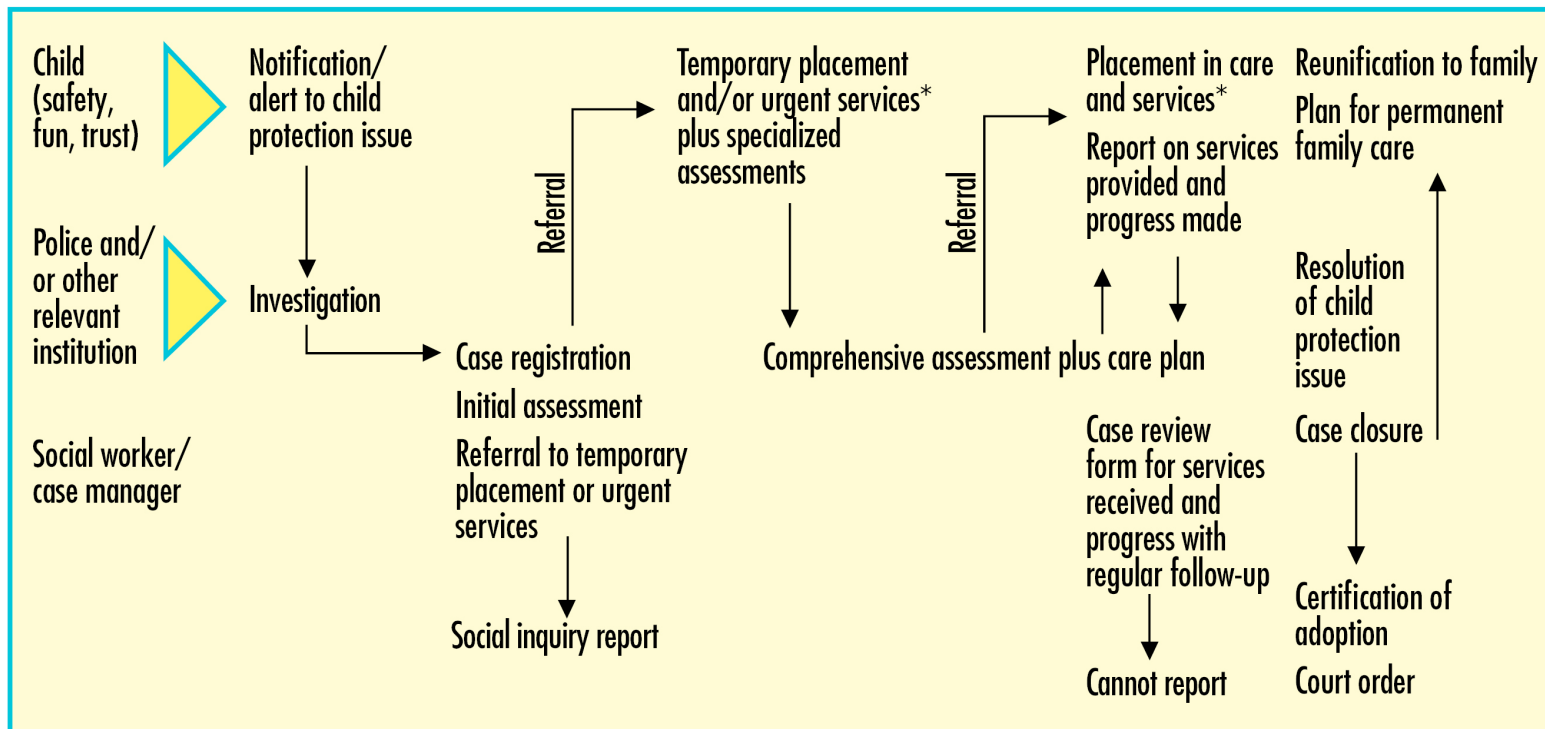 Child
(safety,
fun, trust)
Notification/
alert to child
protection issue
Temporary placement
and/or urgent services*
plus specialized
assessments
Placement in care
and services*
Report on services
provided and
progress made
Reunification to family
Plan for permanent
family care
Referral
Referral
Police and/
or other
relevant
institution
Investigation
Case registration
Initial assessment
Referral to temporary
placement or urgent
services
Comprehensive assessment plus care plan
Resolution
of child
protection
issue
Social worker/
case manager
Case review
form for services
received and
progress with
regular follow-up
Case closure
Social inquiry report
Cannot report
Certification of
adoption
Court order